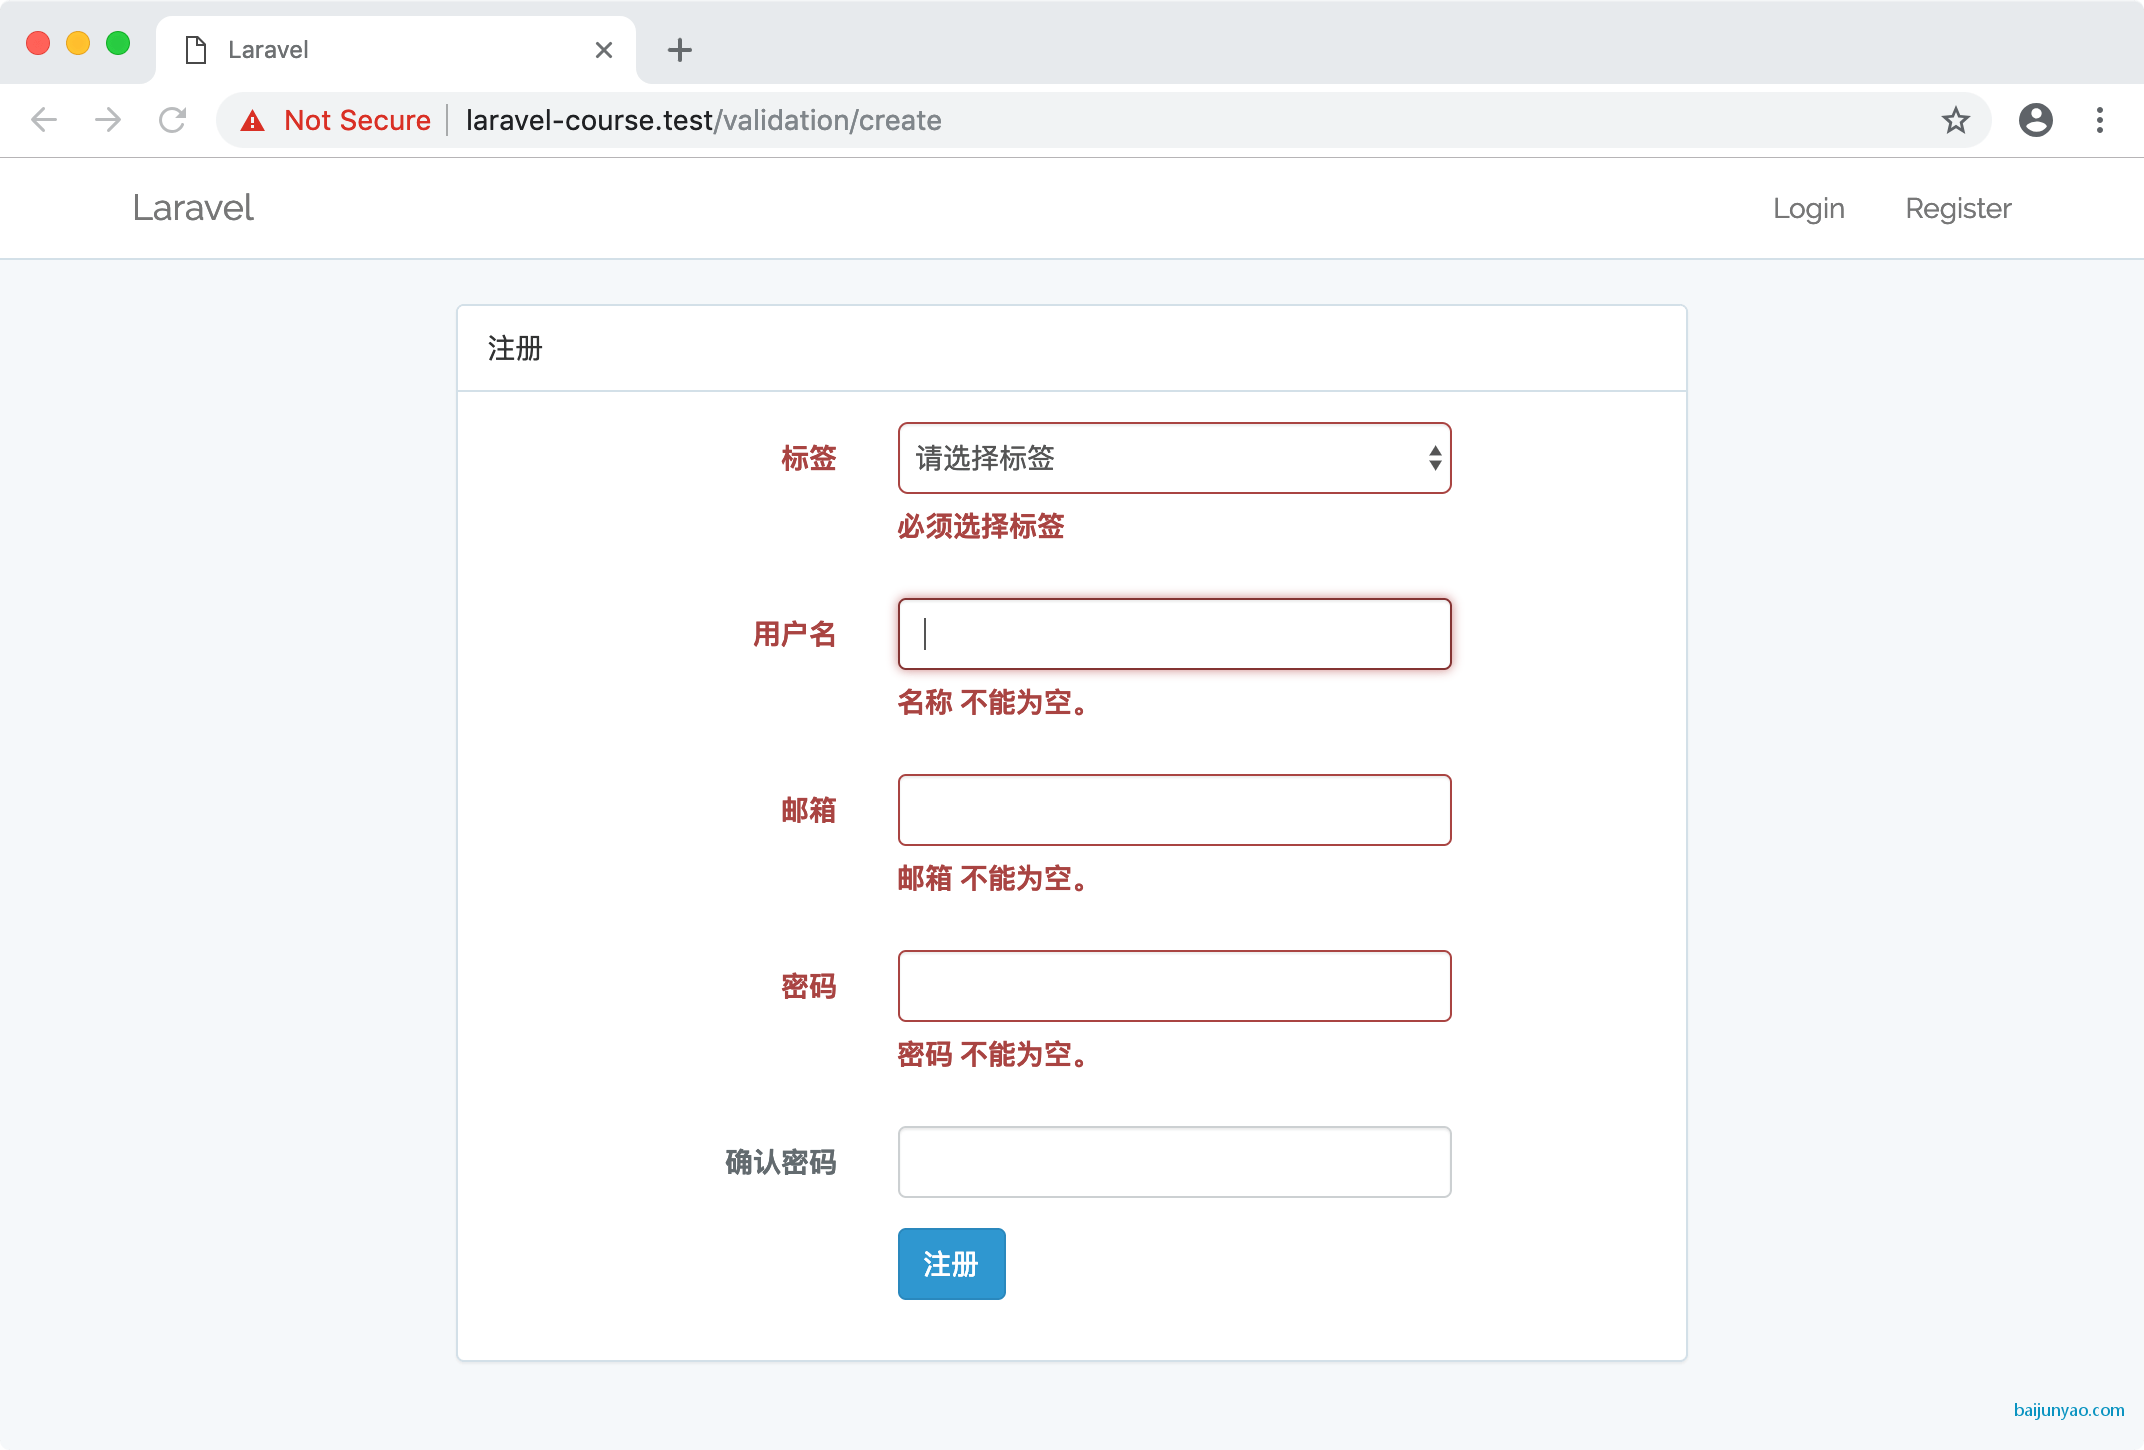 Laravel
Not Secure
laravel-course.test/validation/create
Laravel
Login
Register
注册
标签
请选择标签
必须选择标签
用户名
名称 不能为空。
邮箱
邮箱 不能为空。
密码
密码 不能为空。
确认密码
注册
baijunyao.com